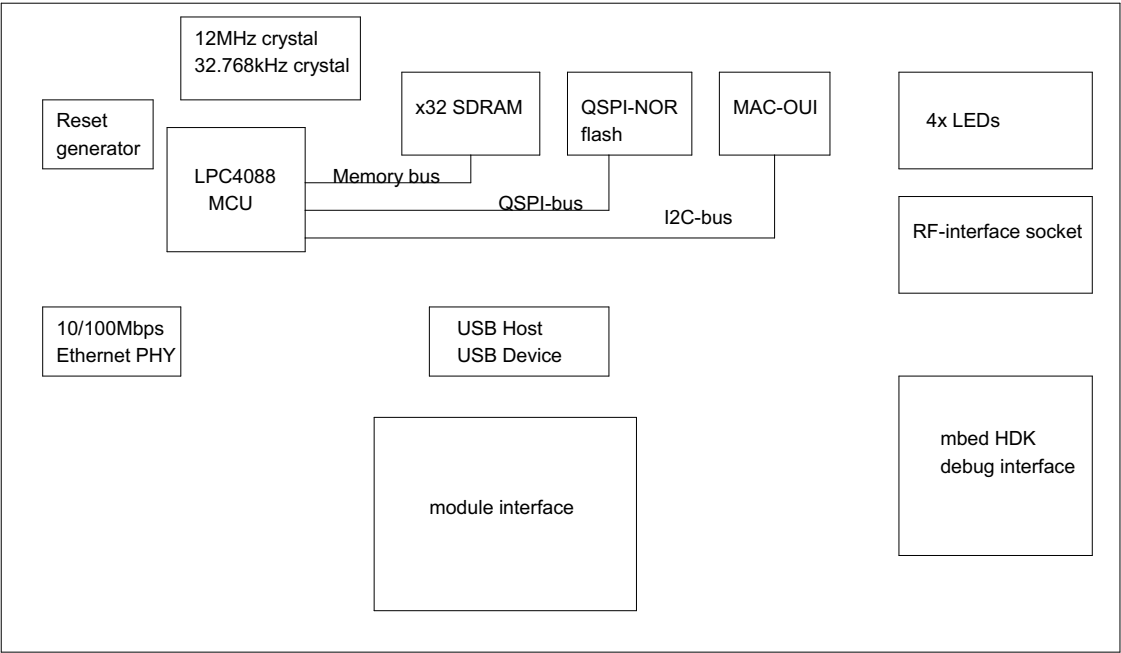 12MHz crystal
32.768kHz crystal
Reset
generator
x32 SDRAM
QSPI-NOR
flash
MAC-OUI
4x LEDs
LPC4088
MCU
Memory bus
QSPI-bus
I2C-bus
RF-interface socket
10/100Mbps
Ethernet PHY
USB Host
USB Device
mbed HDK
debug interface
module interface